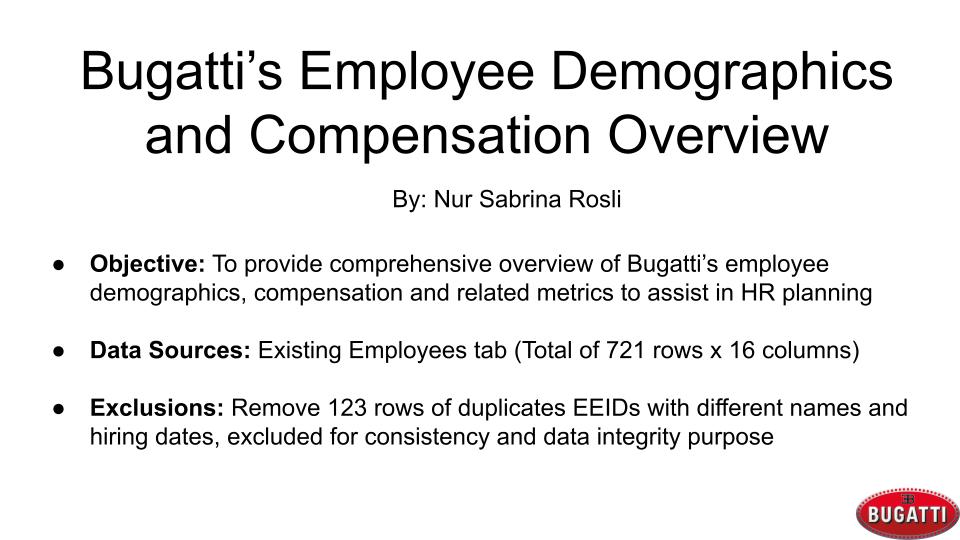 Bugatti’s Employee Demographics
and Compensation Overview
By: Nur Sabrina Rosli
● Objective: To provide comprehensive overview of Bugatti’s employee
demographics, compensation and related metrics to assist in HR planning
● Data Sources: Existing Employees tab (Total of 721 rows x 16 columns)
● Exclusions: Remove 123 rows of duplicates EEIDs with different names and
hiring dates, excluded for consistency and data integrity purpose
EB
BUGATTI